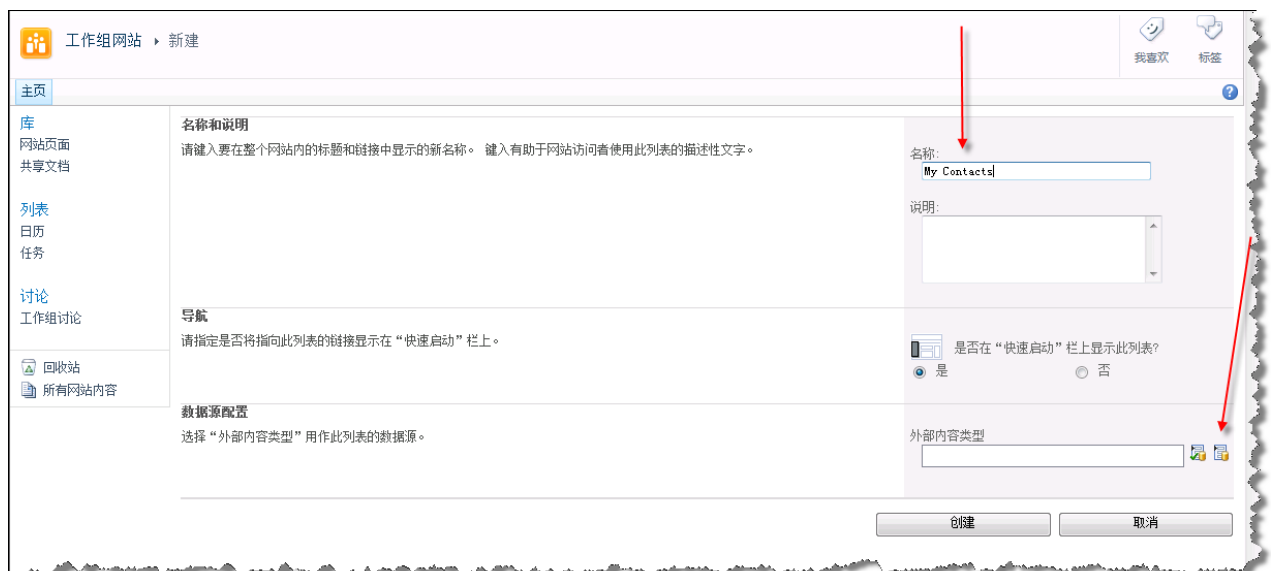 工作组网站 ▸ 新建
我喜欢
标签
主页
库
网站页面
共享文档
列表
日历
任务
讨论
工作组讨论
回收站
所有网站内容
名称和说明
请键入要在整个网站内的标题和链接中显示的新名称。 键入有助于网站访问者使用此列表的描述性文字。
名称:
My Contacts
说明:
导航
请指定是否将指向此列表的链接显示在“快速启动”栏上。
是否在“快速启动”栏上显示此列表?
是
否
数据源配置
选择“外部内容类型”用作此列表的数据源。
外部内容类型
创建
取消